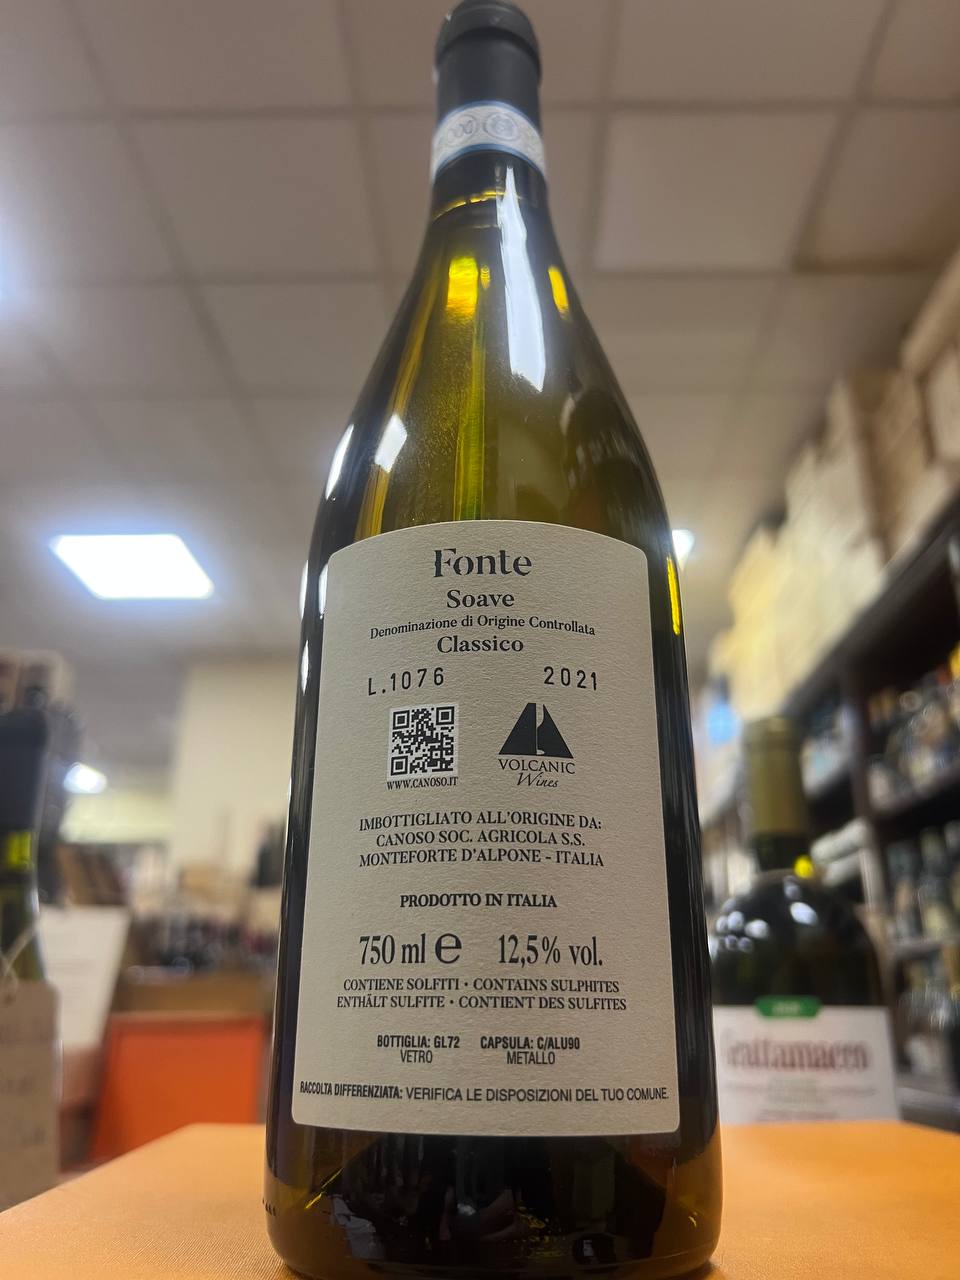 Fonte
Soave
Denominazione di Origine Controllata
Classico
L.1076 2021
WWW.CANOSO.IT
VOLCANIC
Wines
IMBOTTIGLIATO ALL'ORIGINE DA:
CANOSO SOC. AGRICOLA S.S.
MONTEFORTE D'ALPONE - ITALIA
PRODOTTO IN ITALIA
750 ml ℮ 12,5% vol.
CONTIENE SOLFITI • CONTAINS SULPHITES
ENTHÄLT SULFITE • CONTIENT DES SULFITES
BOTTIGLIA: GL72 CAPSULA: C/ALU90
VETRO METALLO
RACCOLTA DIFFERENZIATA: VERIFICA LE DISPOSIZIONI DEL TUO COMUNE.